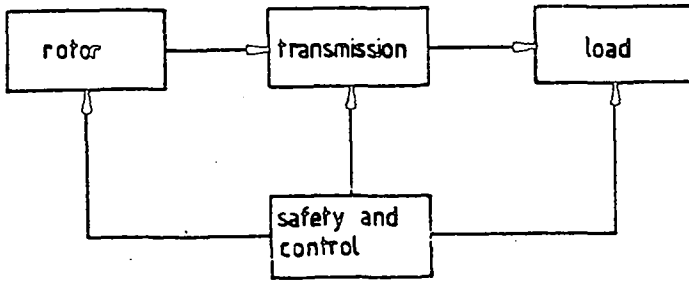 rotor
transmission
load
safety and
control